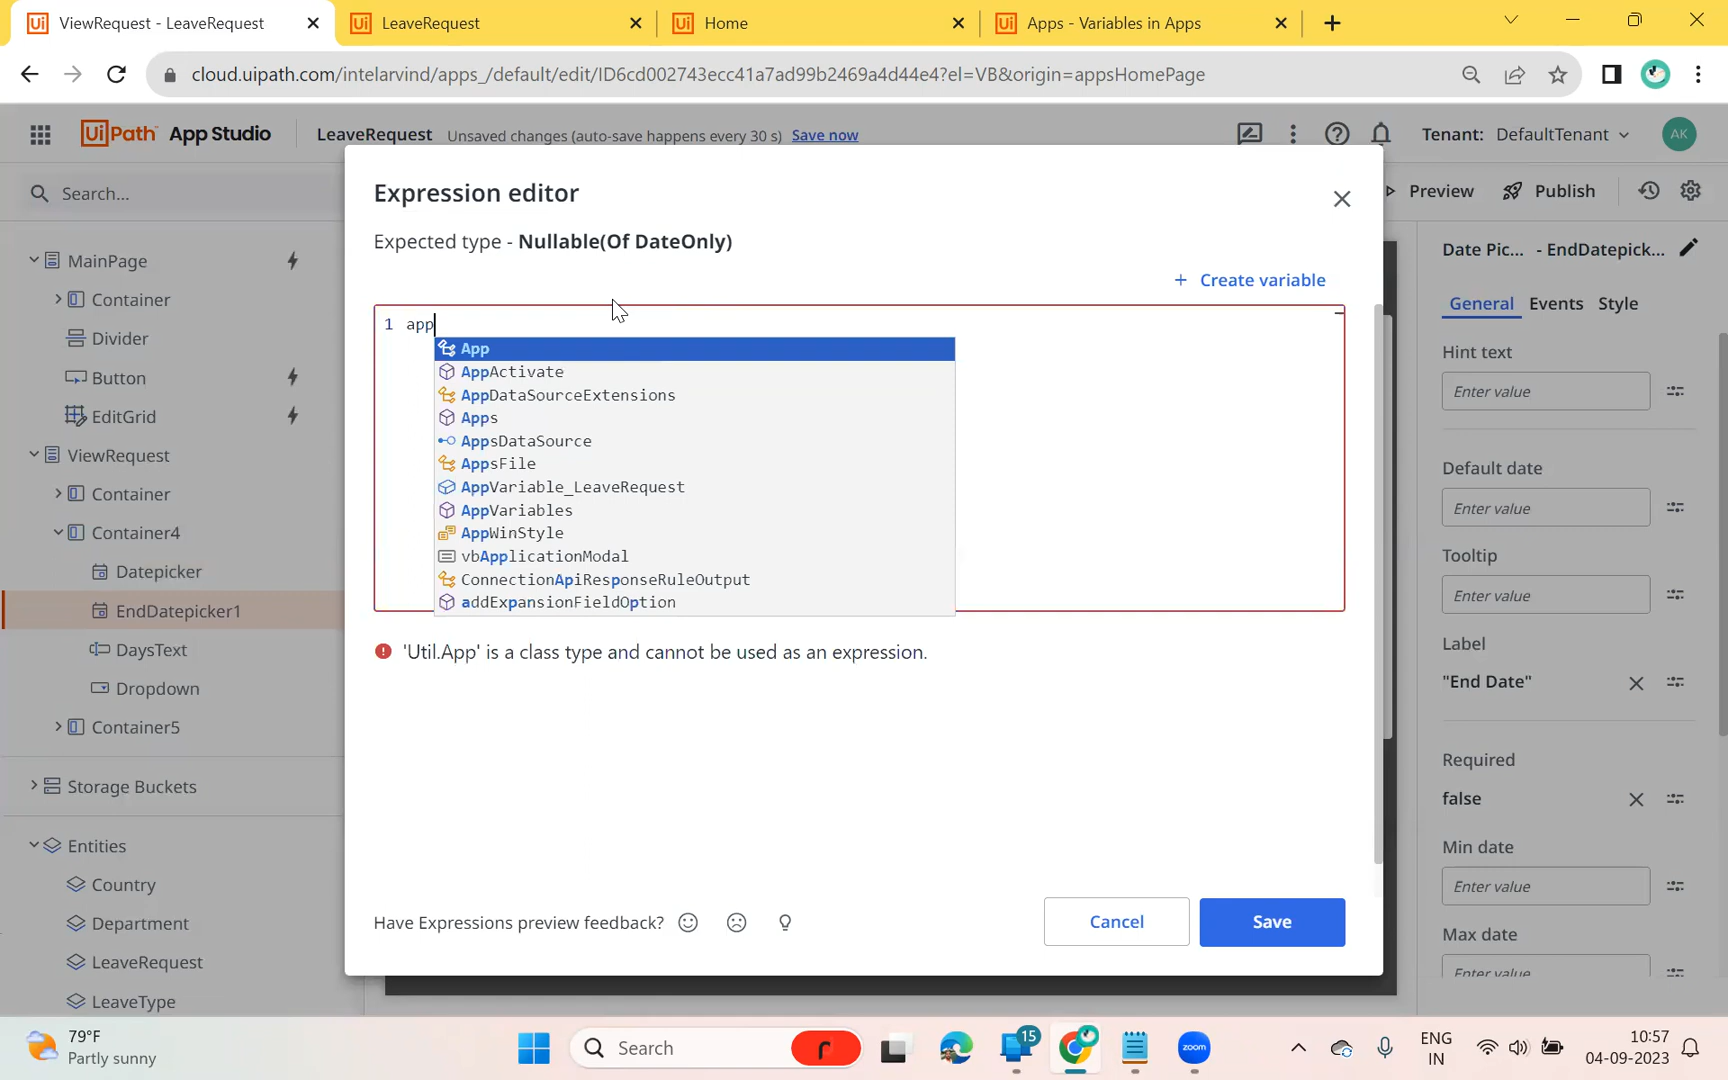 ViewRequest - LeaveRequest
LeaveRequest
Home
Apps - Variables in Apps
cloud.uipath.com/intelarvind/apps_/default/edit/ID6cd002743ecc41a7ad99b2469a4d44e4?el=VB&origin=appsHomePage
UiPath App Studio
LeaveRequest
Unsaved changes (auto-save happens every 30 s) Save now
Tenant: DefaultTenant
AK
Search...
Preview
Publish
MainPage
Container
Divider
Button
EditGrid
ViewRequest
Container
Container4
Datepicker
EndDatepicker1
DaysText
Dropdown
Container5
Storage Buckets
Entities
Country
Department
LeaveRequest
LeaveType
Expression editor
Expected type - Nullable(Of DateOnly)
+ Create variable
1 app
App
AppActivate
AppDataSourceExtensions
Apps
AppsDataSource
AppsFile
AppVariable_LeaveRequest
AppVariables
AppWinStyle
vbApplicationModal
ConnectionApiResponseRuleOutput
addExpansionFieldOption
'Util.App' is a class type and cannot be used as an expression.
Have Expressions preview feedback?
Cancel
Save
Date Pic... - EndDatepick...
General Events Style
Hint text
Enter value
Default date
Enter value
Tooltip
Enter value
Label
"End Date"
Required
false
Min date
Enter value
Max date
Enter value
79°F
Partly sunny
Search
15
zoom
ENG
IN
10:57
04-09-2023